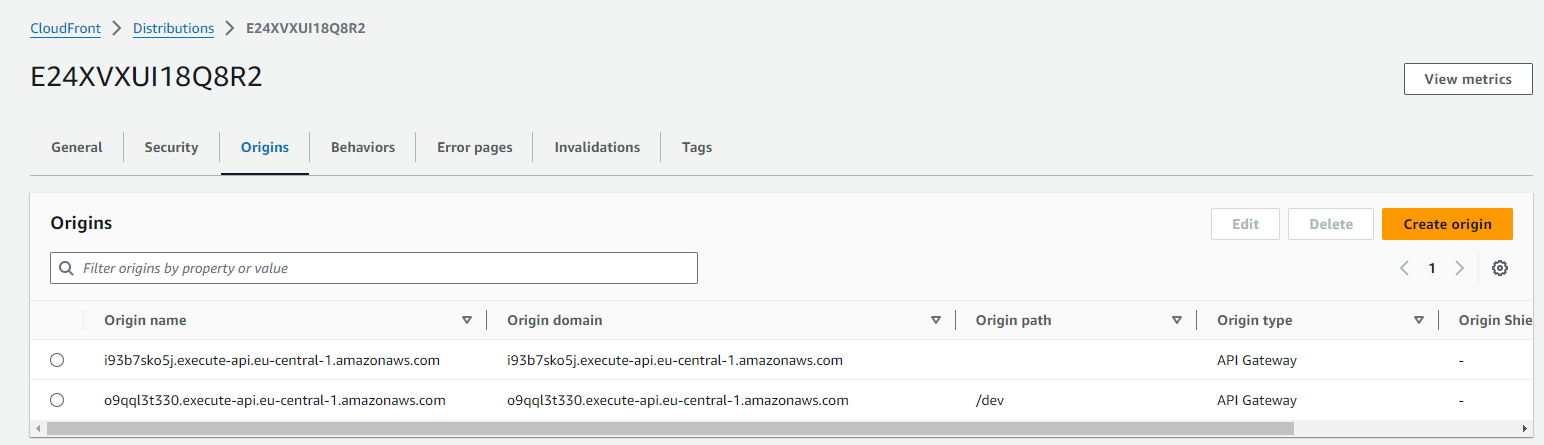 CloudFront > Distributions > E24XVXUI18Q8R2
E24XVXUI18Q8R2
View metrics
General Security Origins Behaviors Error pages Invalidations Tags
Origins
Edit Delete Create origin
Filter origins by property or value
1
Origin name Origin domain Origin path Origin type Origin Shie
i93b7sko5j.execute-api.eu-central-1.amazonaws.com i93b7sko5j.execute-api.eu-central-1.amazonaws.com API Gateway -
o9qql3t330.execute-api.eu-central-1.amazonaws.com o9qql3t330.execute-api.eu-central-1.amazonaws.com /dev API Gateway -